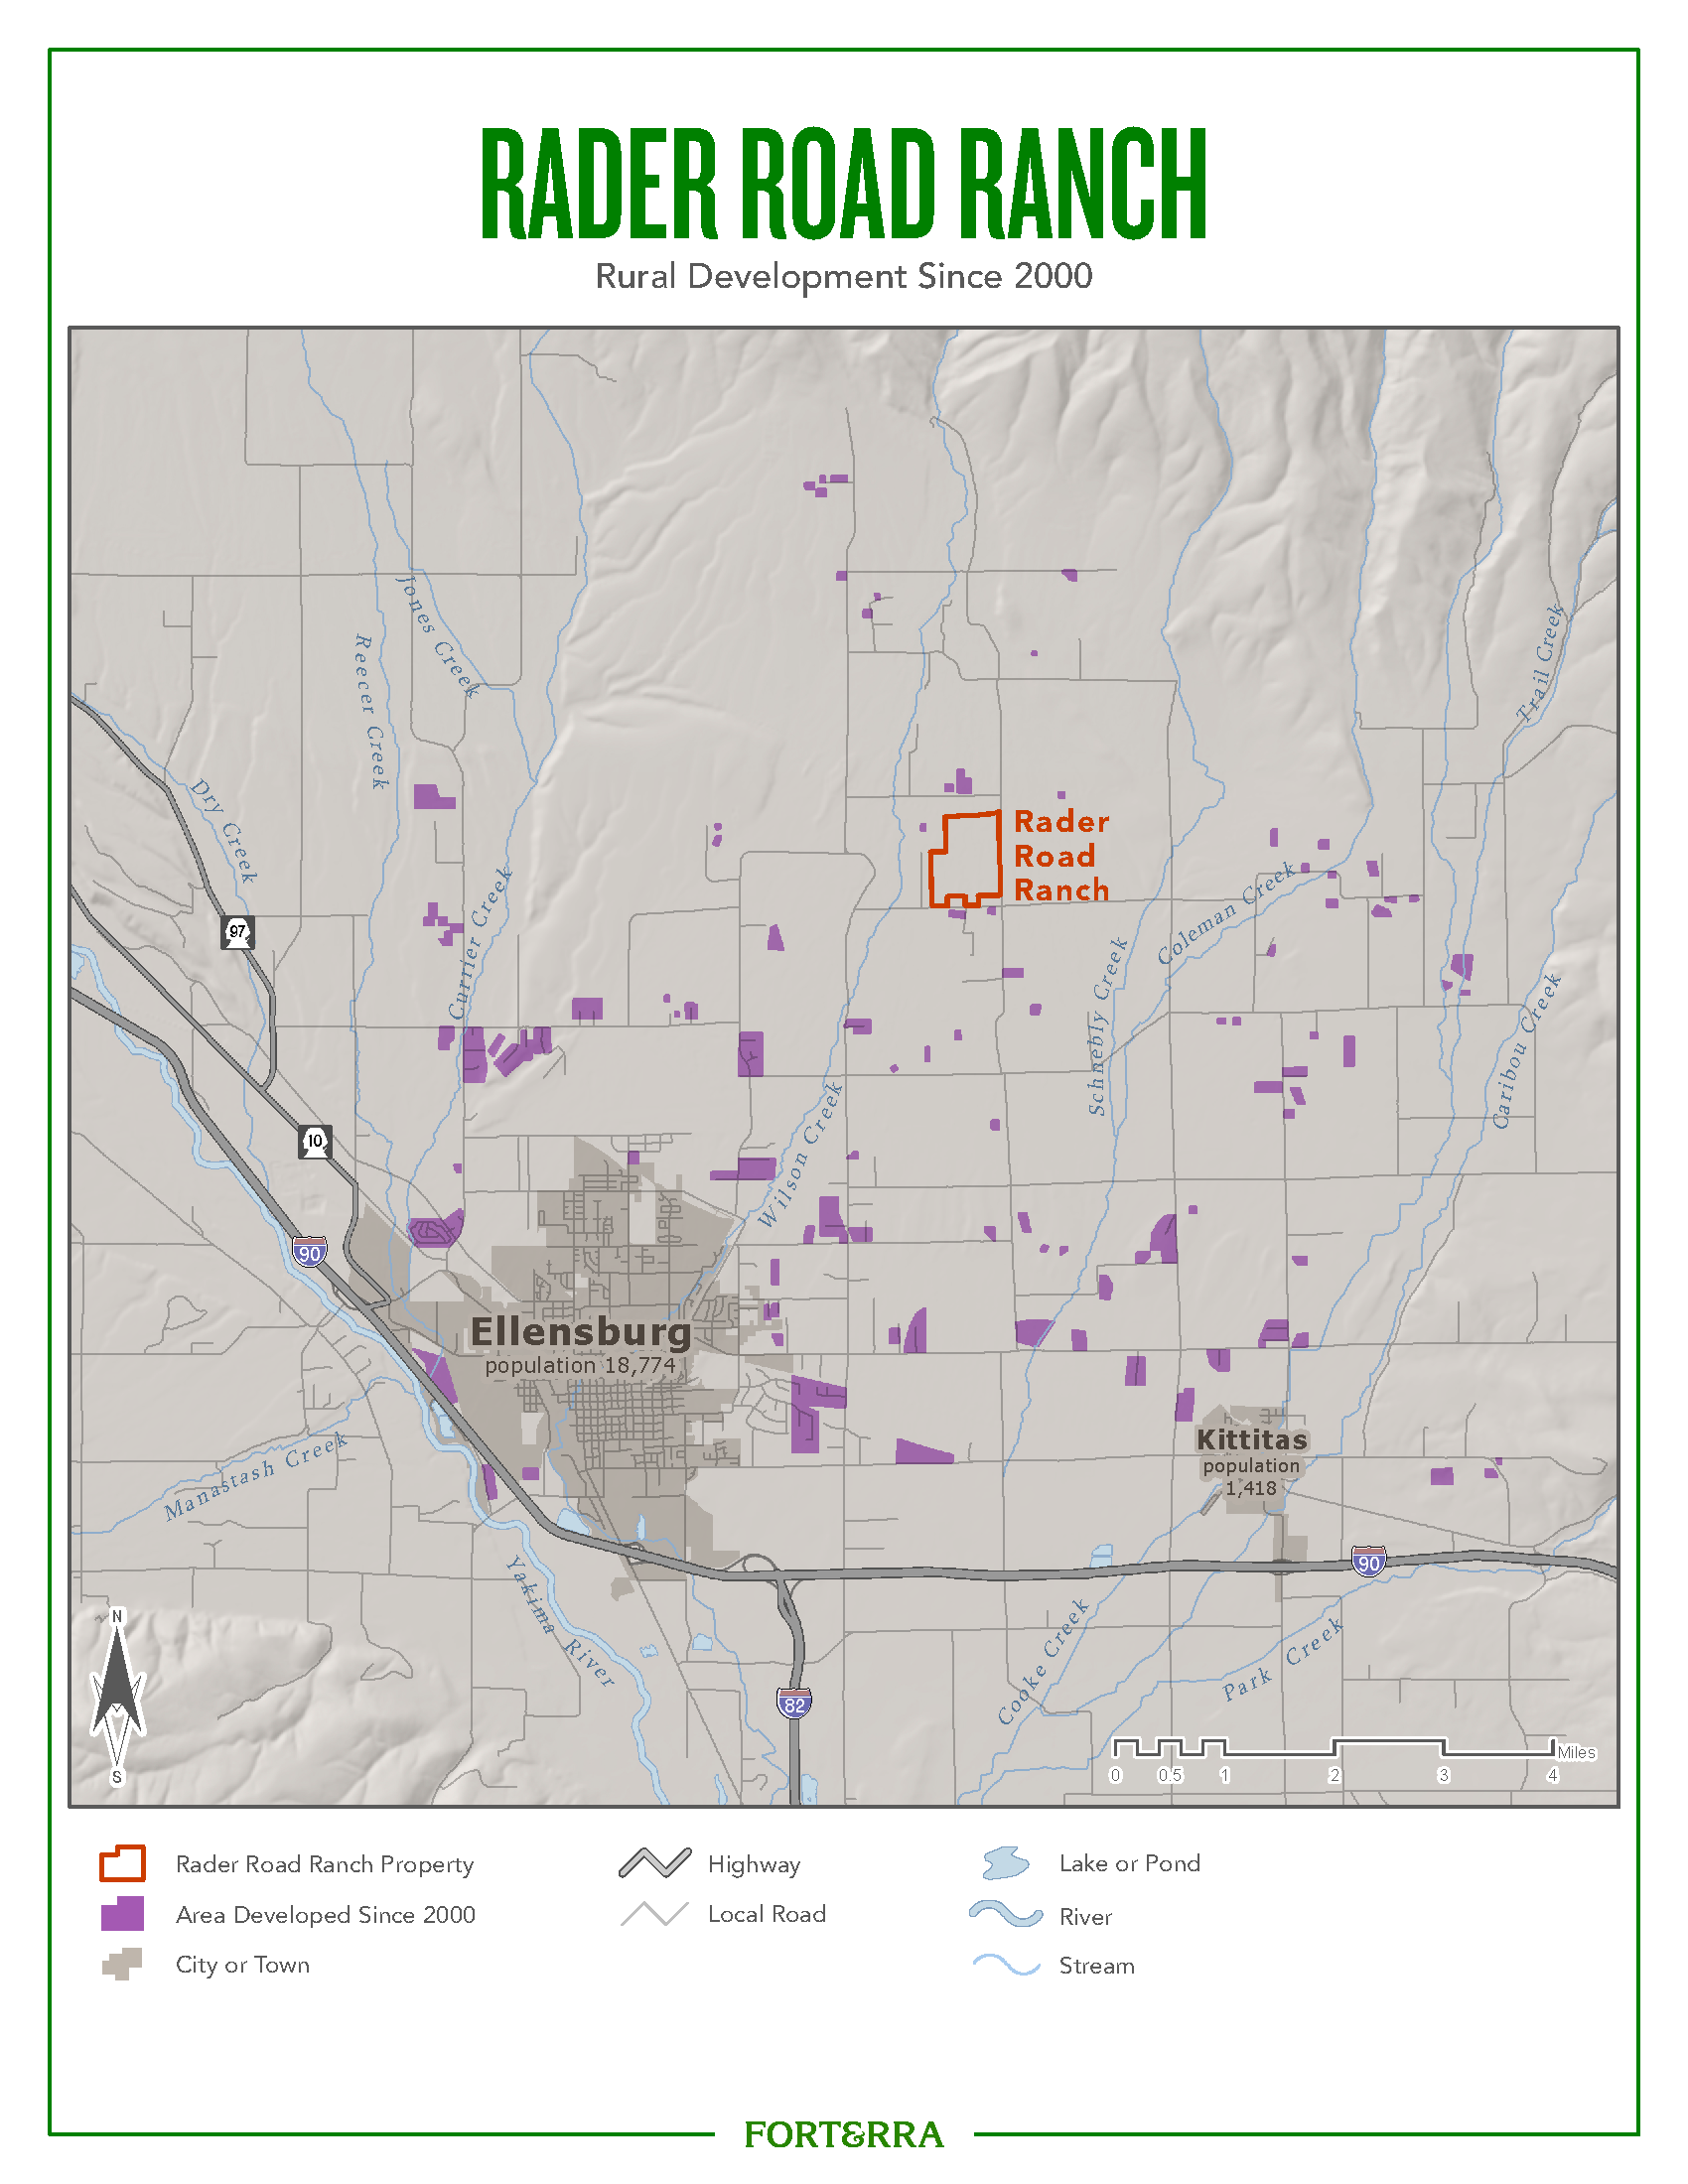 RADER ROAD RANCH
Rural Development Since 2000
Jones Creek
Reecer Creek
Trail Creek
Dry Creek
Rader
Road
Ranch
Currier Creek
Coleman Creek
97
Schnebly Creek
Caribou Creek
10
Wilson Creek
90
Ellensburg
population 18,774
Manastash Creek
Kittitas
population
1,418
90
Yakima River
Cooke Creek
Park Creek
N
S
82
Miles
0 0.5 1 2 3 4
Rader Road Ranch Property
Highway
Lake or Pond
Area Developed Since 2000
Local Road
River
City or Town
Stream
FORTERRA